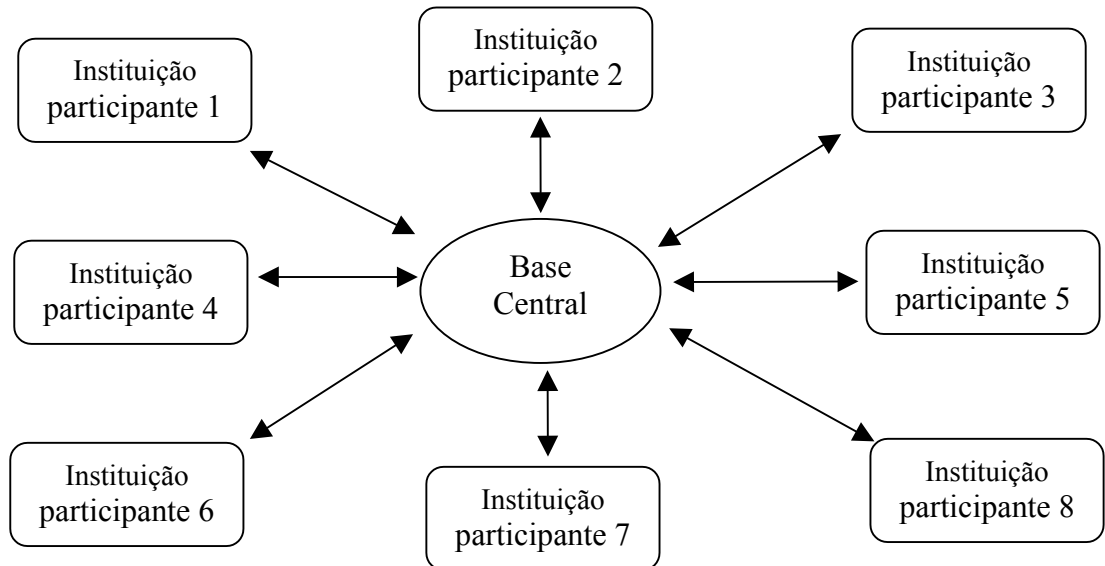 Instituição
participante 1
Instituição
participante 2
Instituição
participante 3
Instituição
participante 4
Base
Central
Instituição
participante 5
Instituição
participante 6
Instituição
participante 7
Instituição
participante 8